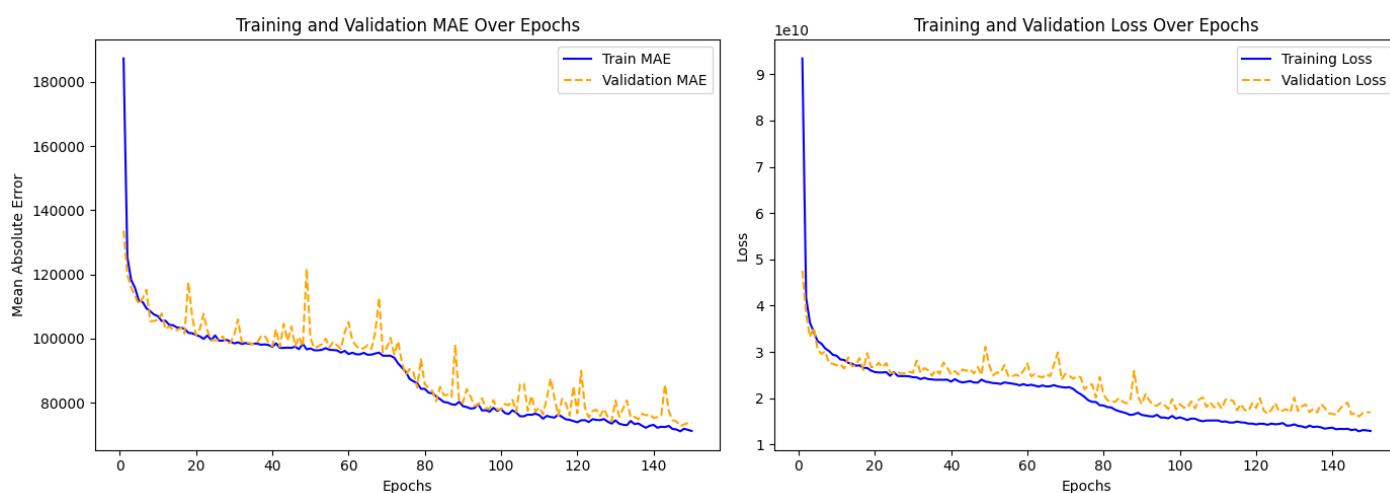 Training and Validation MAE Over Epochs
Train MAE
Validation MAE
180000
160000
140000
120000
100000
80000
Mean Absolute Error
0 20 40 60 80 100 120 140
Epochs
Training and Validation Loss Over Epochs
1e10
Training Loss
Validation Loss
9
8
7
6
5
4
3
2
1
Loss
0 20 40 60 80 100 120 140
Epochs